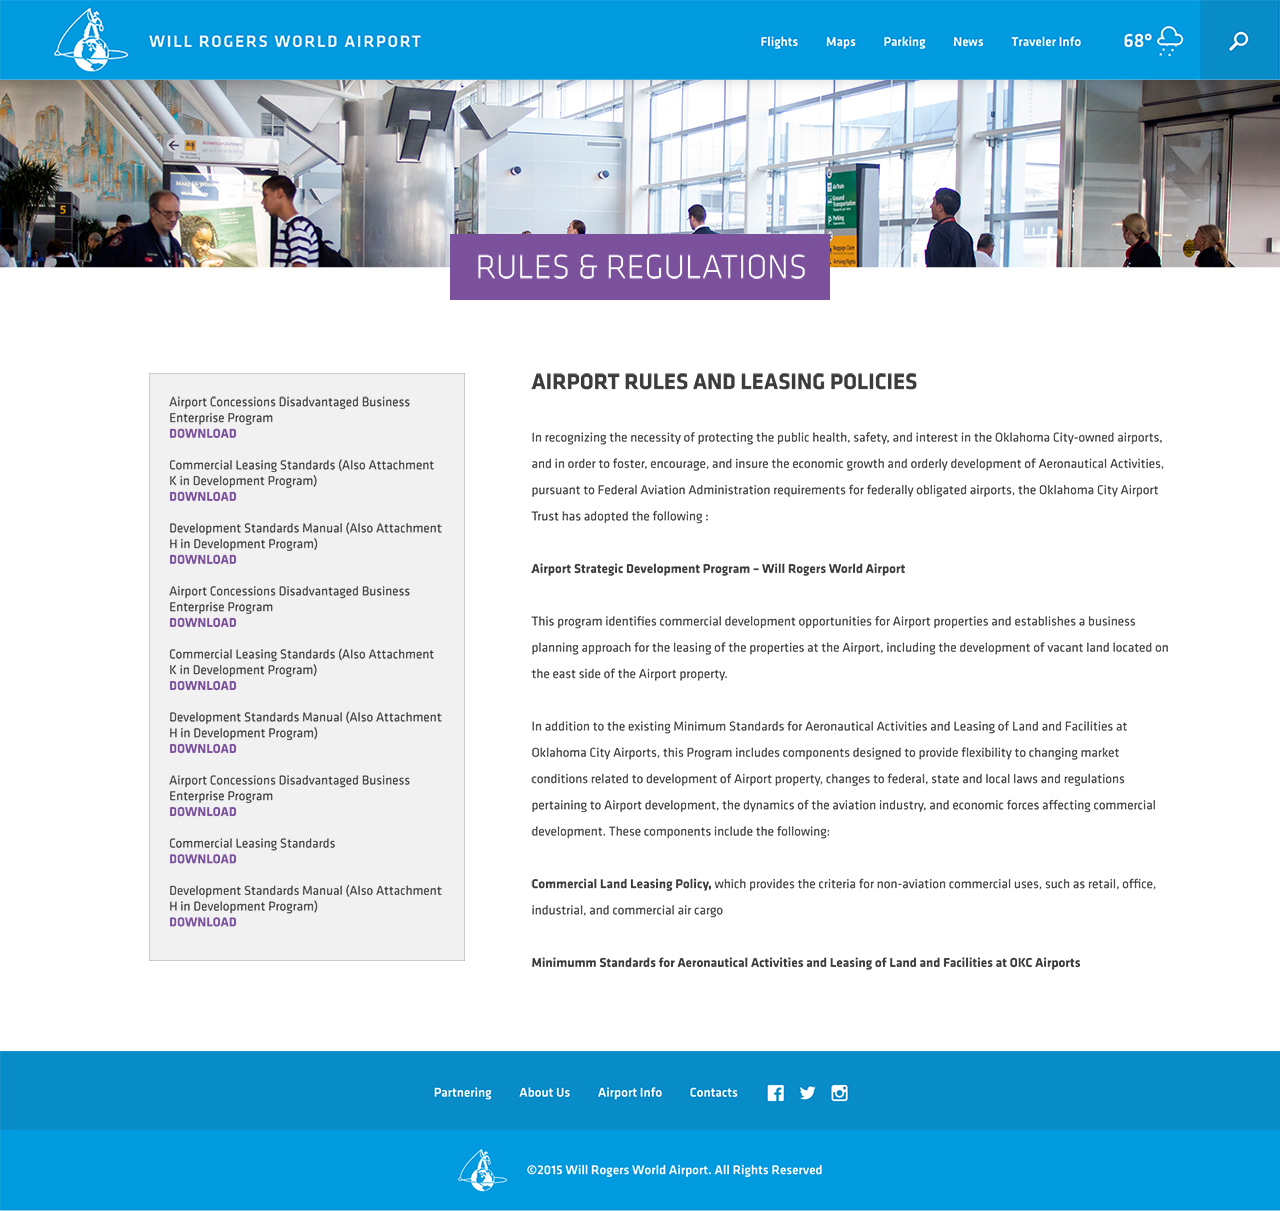 WILL ROGERS WORLD AIRPORT
Flights
Maps
Parking
News
Traveler Info
68°
AmericanAirlines
5
AirTrain
Ground
Transportation
Parking
Baggage Claim
Arriving Flights
RULES & REGULATIONS
Airport Concessions Disadvantaged Business
Enterprise Program
DOWNLOAD
Commercial Leasing Standards (Also Attachment
K in Development Program)
DOWNLOAD
Development Standards Manual (Also Attachment
H in Development Program)
DOWNLOAD
Airport Concessions Disadvantaged Business
Enterprise Program
DOWNLOAD
Commercial Leasing Standards (Also Attachment
K in Development Program)
DOWNLOAD
Development Standards Manual (Also Attachment
H in Development Program)
DOWNLOAD
Airport Concessions Disadvantaged Business
Enterprise Program
DOWNLOAD
Commercial Leasing Standards
DOWNLOAD
Development Standards Manual (Also Attachment
H in Development Program)
DOWNLOAD
AIRPORT RULES AND LEASING POLICIES
In recognizing the necessity of protecting the public health, safety, and interest in the Oklahoma City-owned airports,
and in order to foster, encourage, and insure the economic growth and orderly development of Aeronautical Activities,
pursuant to Federal Aviation Administration requirements for federally obligated airports, the Oklahoma City Airport
Trust has adopted the following :
Airport Strategic Development Program – Will Rogers World Airport
This program identifies commercial development opportunities for Airport properties and establishes a business
planning approach for the leasing of the properties at the Airport, including the development of vacant land located on
the east side of the Airport property.
In addition to the existing Minimum Standards for Aeronautical Activities and Leasing of Land and Facilities at
Oklahoma City Airports, this Program includes components designed to provide flexibility to changing market
conditions related to development of Airport property, changes to federal, state and local laws and regulations
pertaining to Airport development, the dynamics of the aviation industry, and economic forces affecting commercial
development. These components include the following:
Commercial Land Leasing Policy, which provides the criteria for non-aviation commercial uses, such as retail, office,
industrial, and commercial air cargo
Minimumm Standards for Aeronautical Activities and Leasing of Land and Facilities at OKC Airports
Partnering
About Us
Airport Info
Contacts
©2015 Will Rogers World Airport. All Rights Reserved